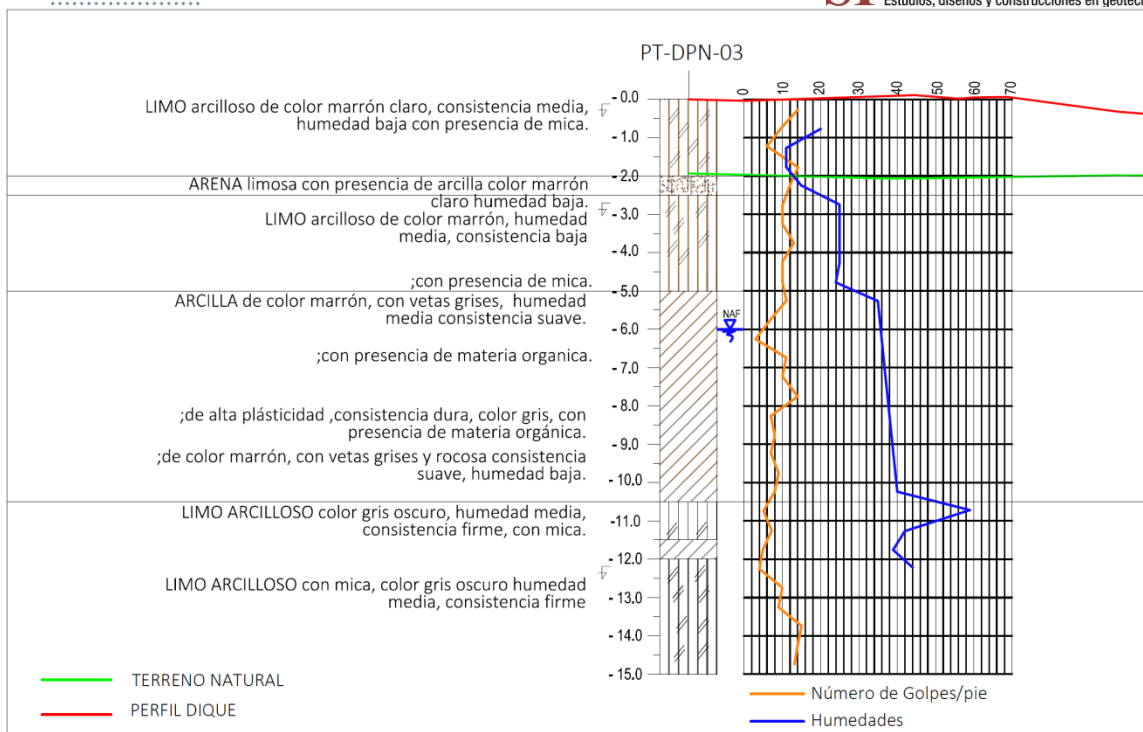 Estudios, diseños y construcciones en
PT-DPN-03
0 10 20 30 40 50 60 70
LIMO arcilloso de color marrón claro, consistencia media,
humedad baja con presencia de mica.
ARENA limosa con presencia de arcilla color marrón
claro humedad baja.
LIMO arcilloso de color marrón, humedad
media, consistencia baja
;con presencia de mica.
ARCILLA de color marrón, con vetas grises, humedad
media consistencia suave.
;con presencia de materia organica.
;de alta plásticidad ,consistencia dura, color gris, con
presencia de materia orgánica.
;de color marrón, con vetas grises y rocosa consistencia
suave, humedad baja.
LIMO ARCILLOSO color gris oscuro, humedad media,
consistencia firme, con mica.
LIMO ARCILLOSO con mica, color gris oscuro humedad
media, consistencia firme
- 0.0
- 1.0
- 2.0
- 3.0
- 4.0
- 5.0
- 6.0
- 7.0
- 8.0
- 9.0
- 10.0
- 11.0
- 12.0
- 13.0
- 14.0
- 15.0
NAF
TERRENO NATURAL
PERFIL DIQUE
Número de Golpes/pie
Humedades